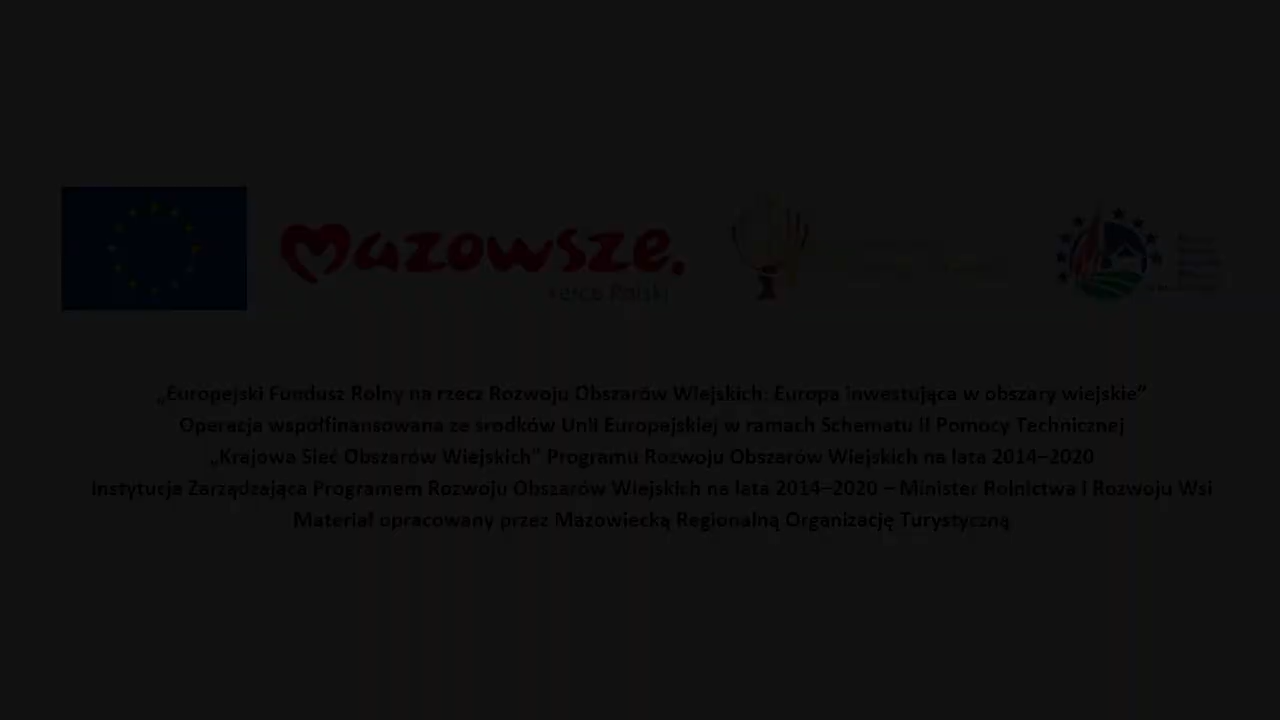 mazowsze.
serce Polski
„Europejski Fundusz Rolny na rzecz Rozwoju Obszarów Wiejskich: Europa inwestująca w obszary wiejskie”
Operacja współfinansowana ze środków Unii Europejskiej w ramach Schematu II Pomocy Technicznej
„Krajowa Sieć Obszarów Wiejskich” Programu Rozwoju Obszarów Wiejskich na lata 2014–2020
Instytucja Zarządzająca Programem Rozwoju Obszarów Wiejskich na lata 2014–2020 – Minister Rolnictwa i Rozwoju Wsi
Materiał opracowany przez Mazowiecką Regionalną Organizację Turystyczną